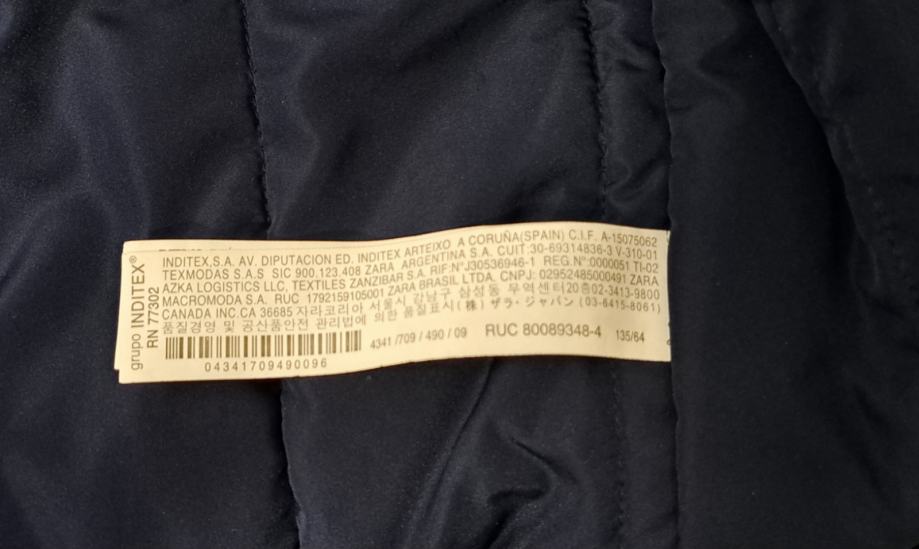 grupo INDITEX®
RN 77302
INDITEX,S.A. AV. DIPUTACION ED. INDITEX ARTEIXO A CORUÑA(SPAIN) C.I.F. A-15075062
TEXMODAS S.A.S SIC 900.123.408 ZARA ARGENTINA S.A. CUIT:30-69314836-3 V-310-01
AZKA LOGISTICS LLC, TEXTILES ZANZIBAR S.A. RIF:N°J30536946-1 REG.N°:0000051 TI-02
MACROMODA S.A. RUC 1792159105001 ZARA BRASIL LTDA. CNPJ: 02952485000491 ZARA
CANADA INC.CA 36685 자라코리아 서울시 강남구 삼성동 무역센터20층02-3413-9800
품질경영 및 공산품안전 관리법에 의한 품질표시 (株) ザラ・ジャパン (03-6415-8061)
4341 /709 / 490 / 09 RUC 80089348-4 135/64
04341709490096